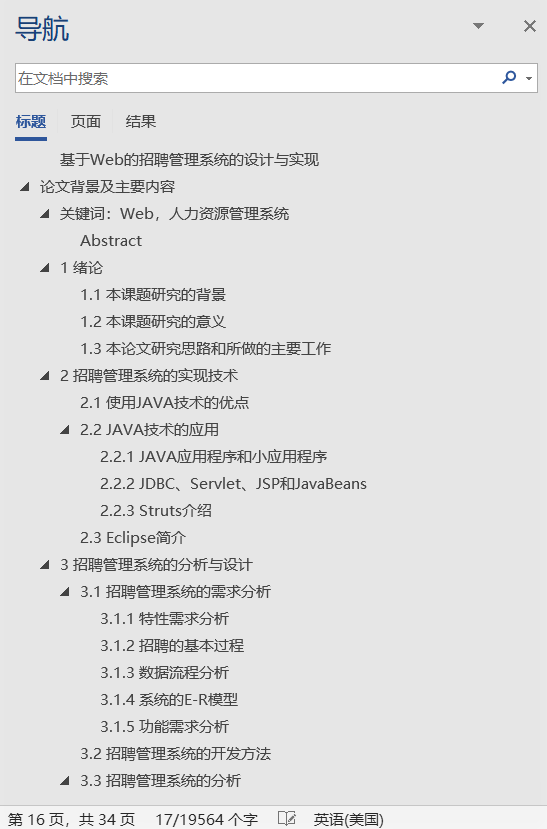 导航
在文档中搜索
标题 页面 结果
基于Web的招聘管理系统的设计与实现
论文背景及主要内容
关键词：Web，人力资源管理系统
Abstract
1 绪论
1.1 本课题研究的背景
1.2 本课题研究的意义
1.3 本论文研究思路和所做的主要工作
2 招聘管理系统的实现技术
2.1 使用JAVA技术的优点
2.2 JAVA技术的应用
2.2.1 JAVA应用程序和小应用程序
2.2.2 JDBC、Servlet、JSP和JavaBeans
2.2.3 Struts介绍
2.3 Eclipse简介
3 招聘管理系统的分析与设计
3.1 招聘管理系统的需求分析
3.1.1 特性需求分析
3.1.2 招聘的基本过程
3.1.3 数据流程分析
3.1.4 系统的E-R模型
3.1.5 功能需求分析
3.2 招聘管理系统的开发方法
3.3 招聘管理系统的分析
第 16 页，共 34 页 17/19564 个字 英语(美国)